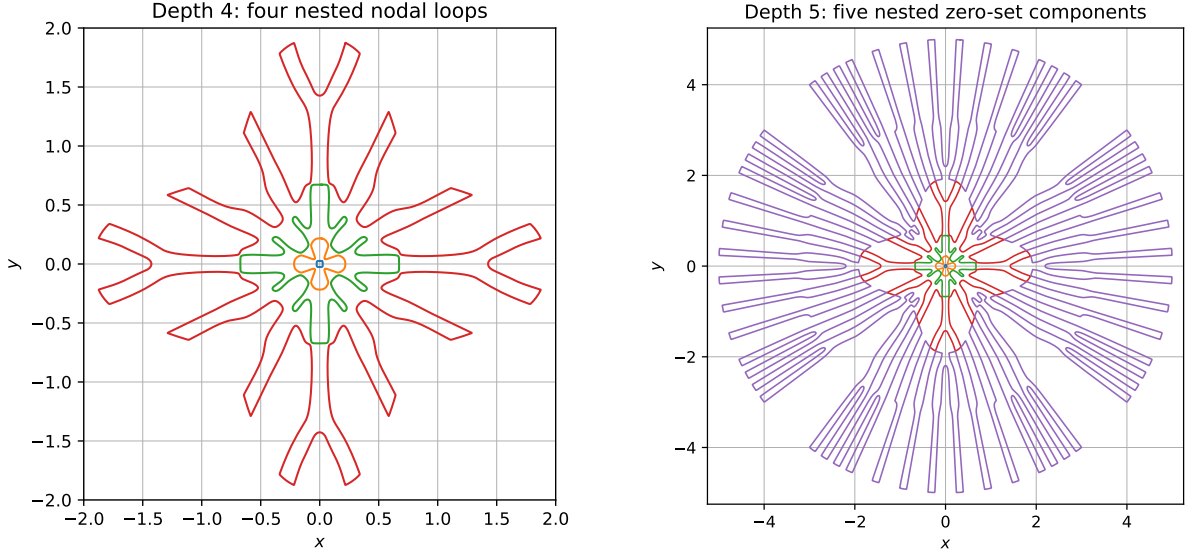 Depth 4: four nested nodal loops
2.0
1.5
1.0
0.5
0.0
−0.5
−1.0
−1.5
−2.0
y
−2.0 −1.5 −1.0 −0.5 0.0 0.5 1.0 1.5 2.0
x
Depth 5: five nested zero-set components
4
2
0
−2
−4
y
−4 −2 0 2 4
x